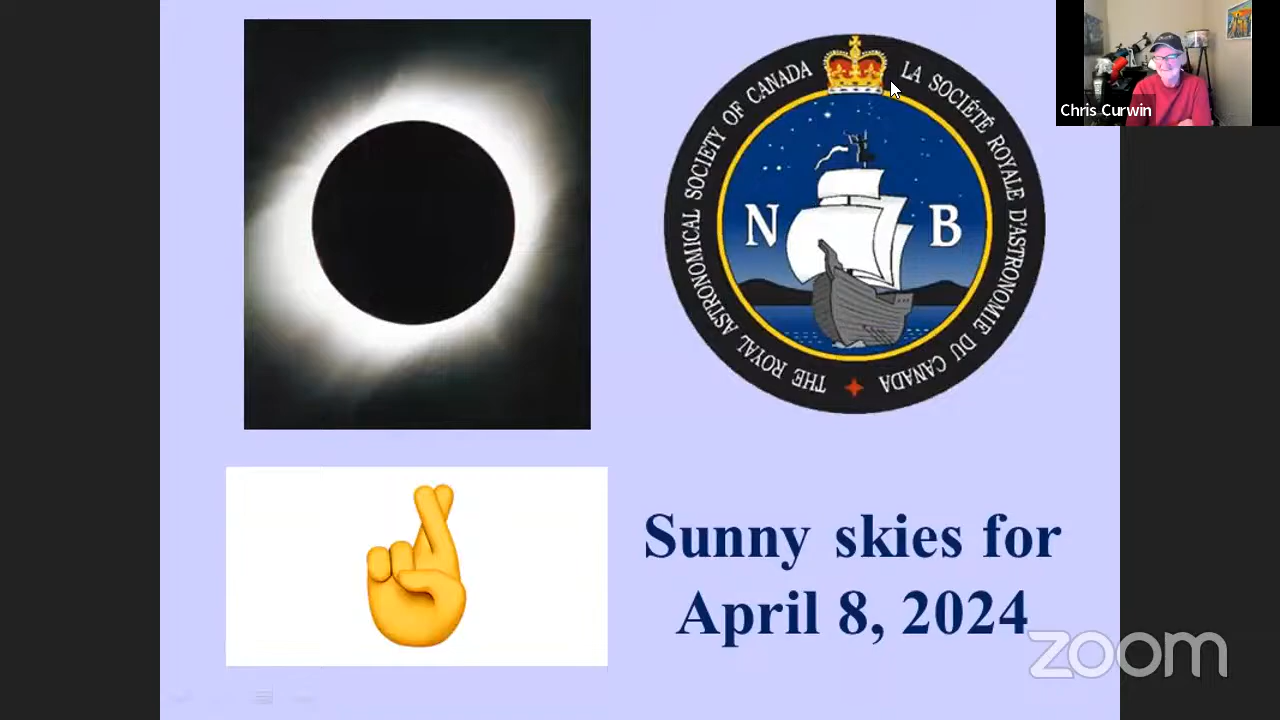 THE ROYAL ASTRONOMICAL SOCIETY OF CANADA
LA SOCIÉTÉ ROYALE D'ASTRONOMIE DU CANADA
N B
Chris Curwin
Sunny skies for
April 8, 2024
zoom